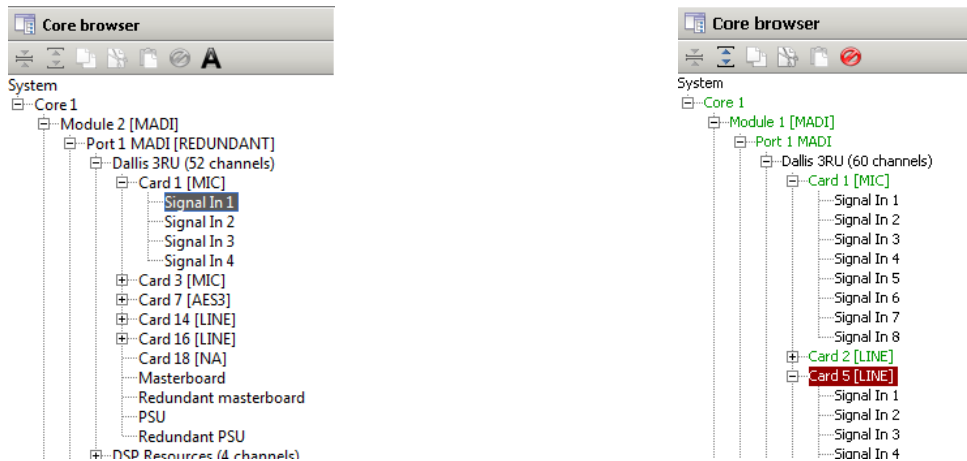 Core browser
A
System
Core 1
Module 2 [MADI]
Port 1 MADI [REDUNDANT]
Dallis 3RU (52 channels)
Card 1 [MIC]
Signal In 1
Signal In 2
Signal In 3
Signal In 4
Card 3 [MIC]
Card 7 [AES3]
Card 14 [LINE]
Card 16 [LINE]
Card 18 [NA]
Masterboard
Redundant masterboard
PSU
Redundant PSU
DSP Resources (4 channels)
Core browser
System
Core 1
Module 1 [MADI]
Port 1 MADI
Dallis 3RU (60 channels)
Card 1 [MIC]
Signal In 1
Signal In 2
Signal In 3
Signal In 4
Signal In 5
Signal In 6
Signal In 7
Signal In 8
Card 2 [LINE]
Card 5 [LINE]
Signal In 1
Signal In 2
Signal In 3
Signal In 4